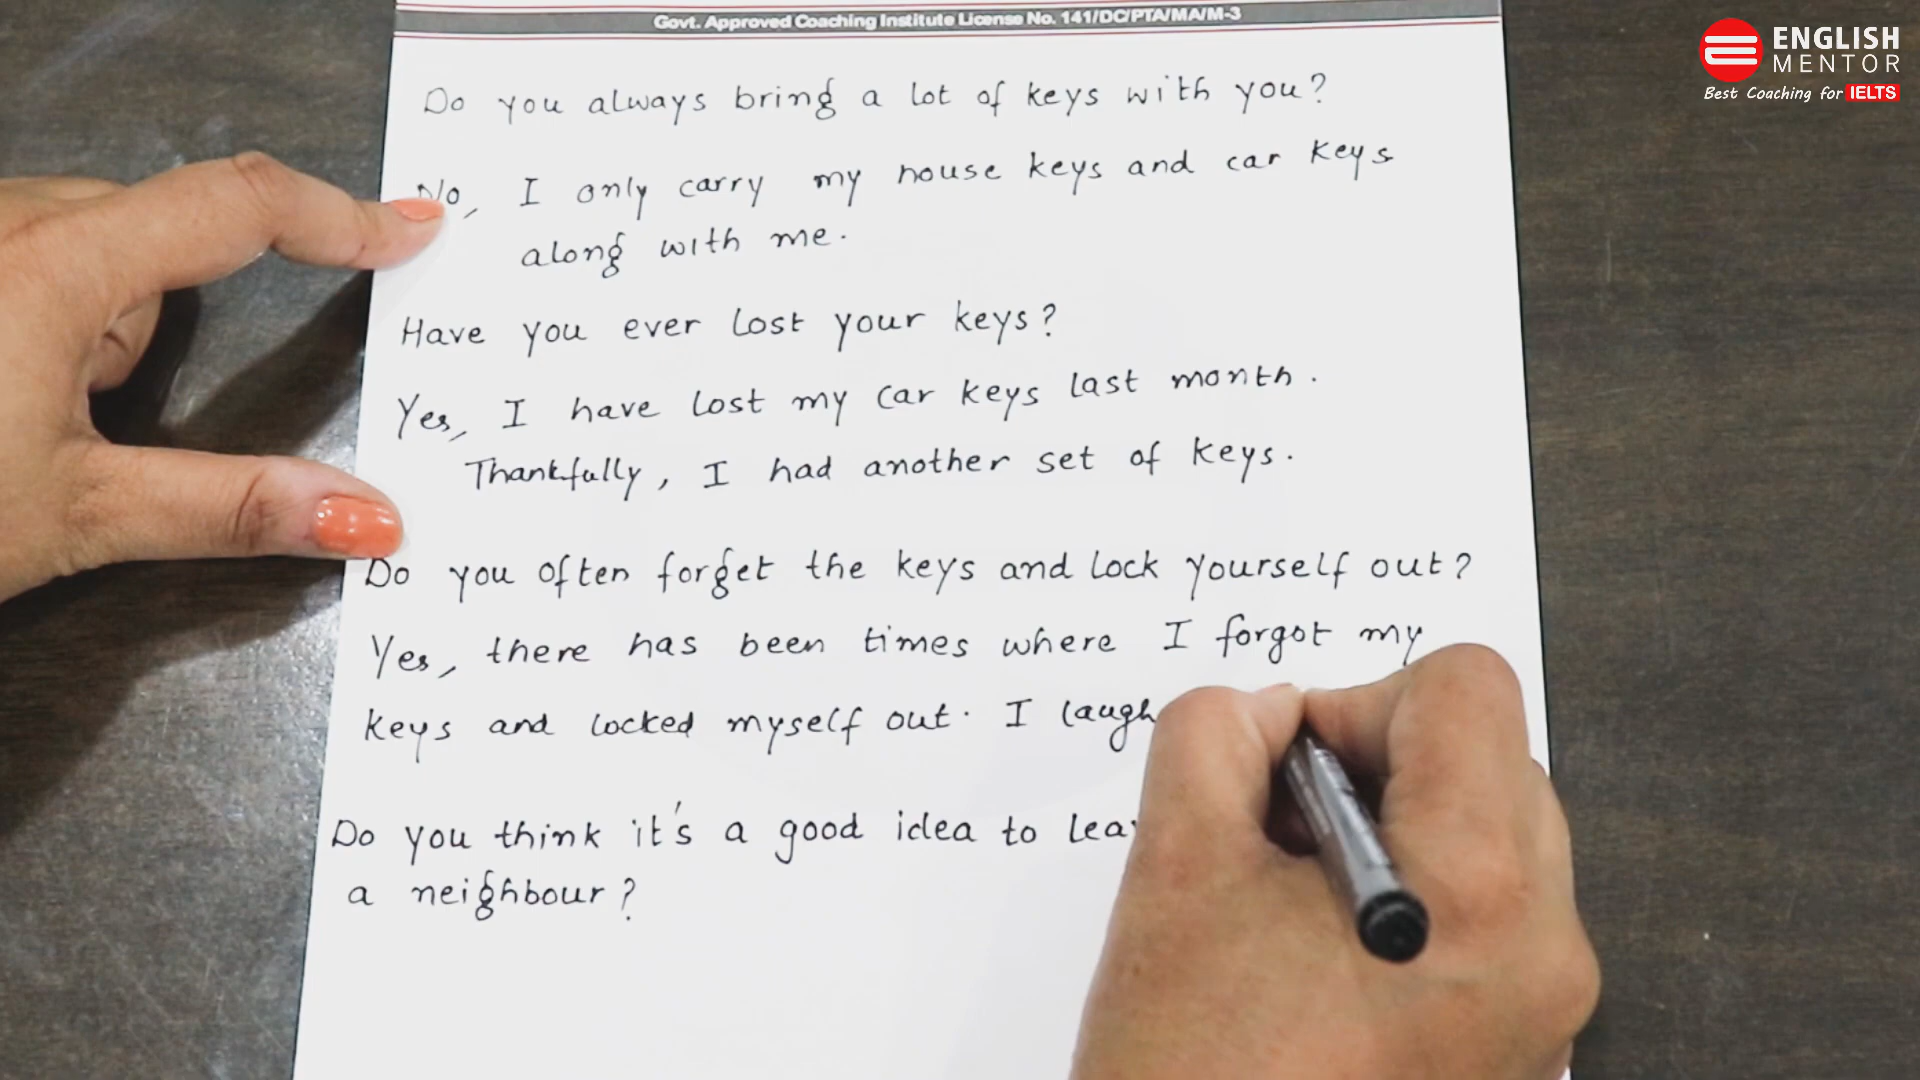 Govt. Approved Coaching Institute License No. 141/DC/PTA/MA/M-3
ENGLISH
MENTOR
Best Coaching for IELTS
Do you always bring a lot of keys with you?
No, I only carry my house keys and car keys
along with me.
Have you ever lost your keys?
Yes, I have lost my car keys last month.
Thankfully, I had another set of keys.
Do you often forget the keys and lock yourself out?
Yes, there has been times where I forgot my
keys and locked myself out. I laugh
Do you think it's a good idea to
a neighbour?